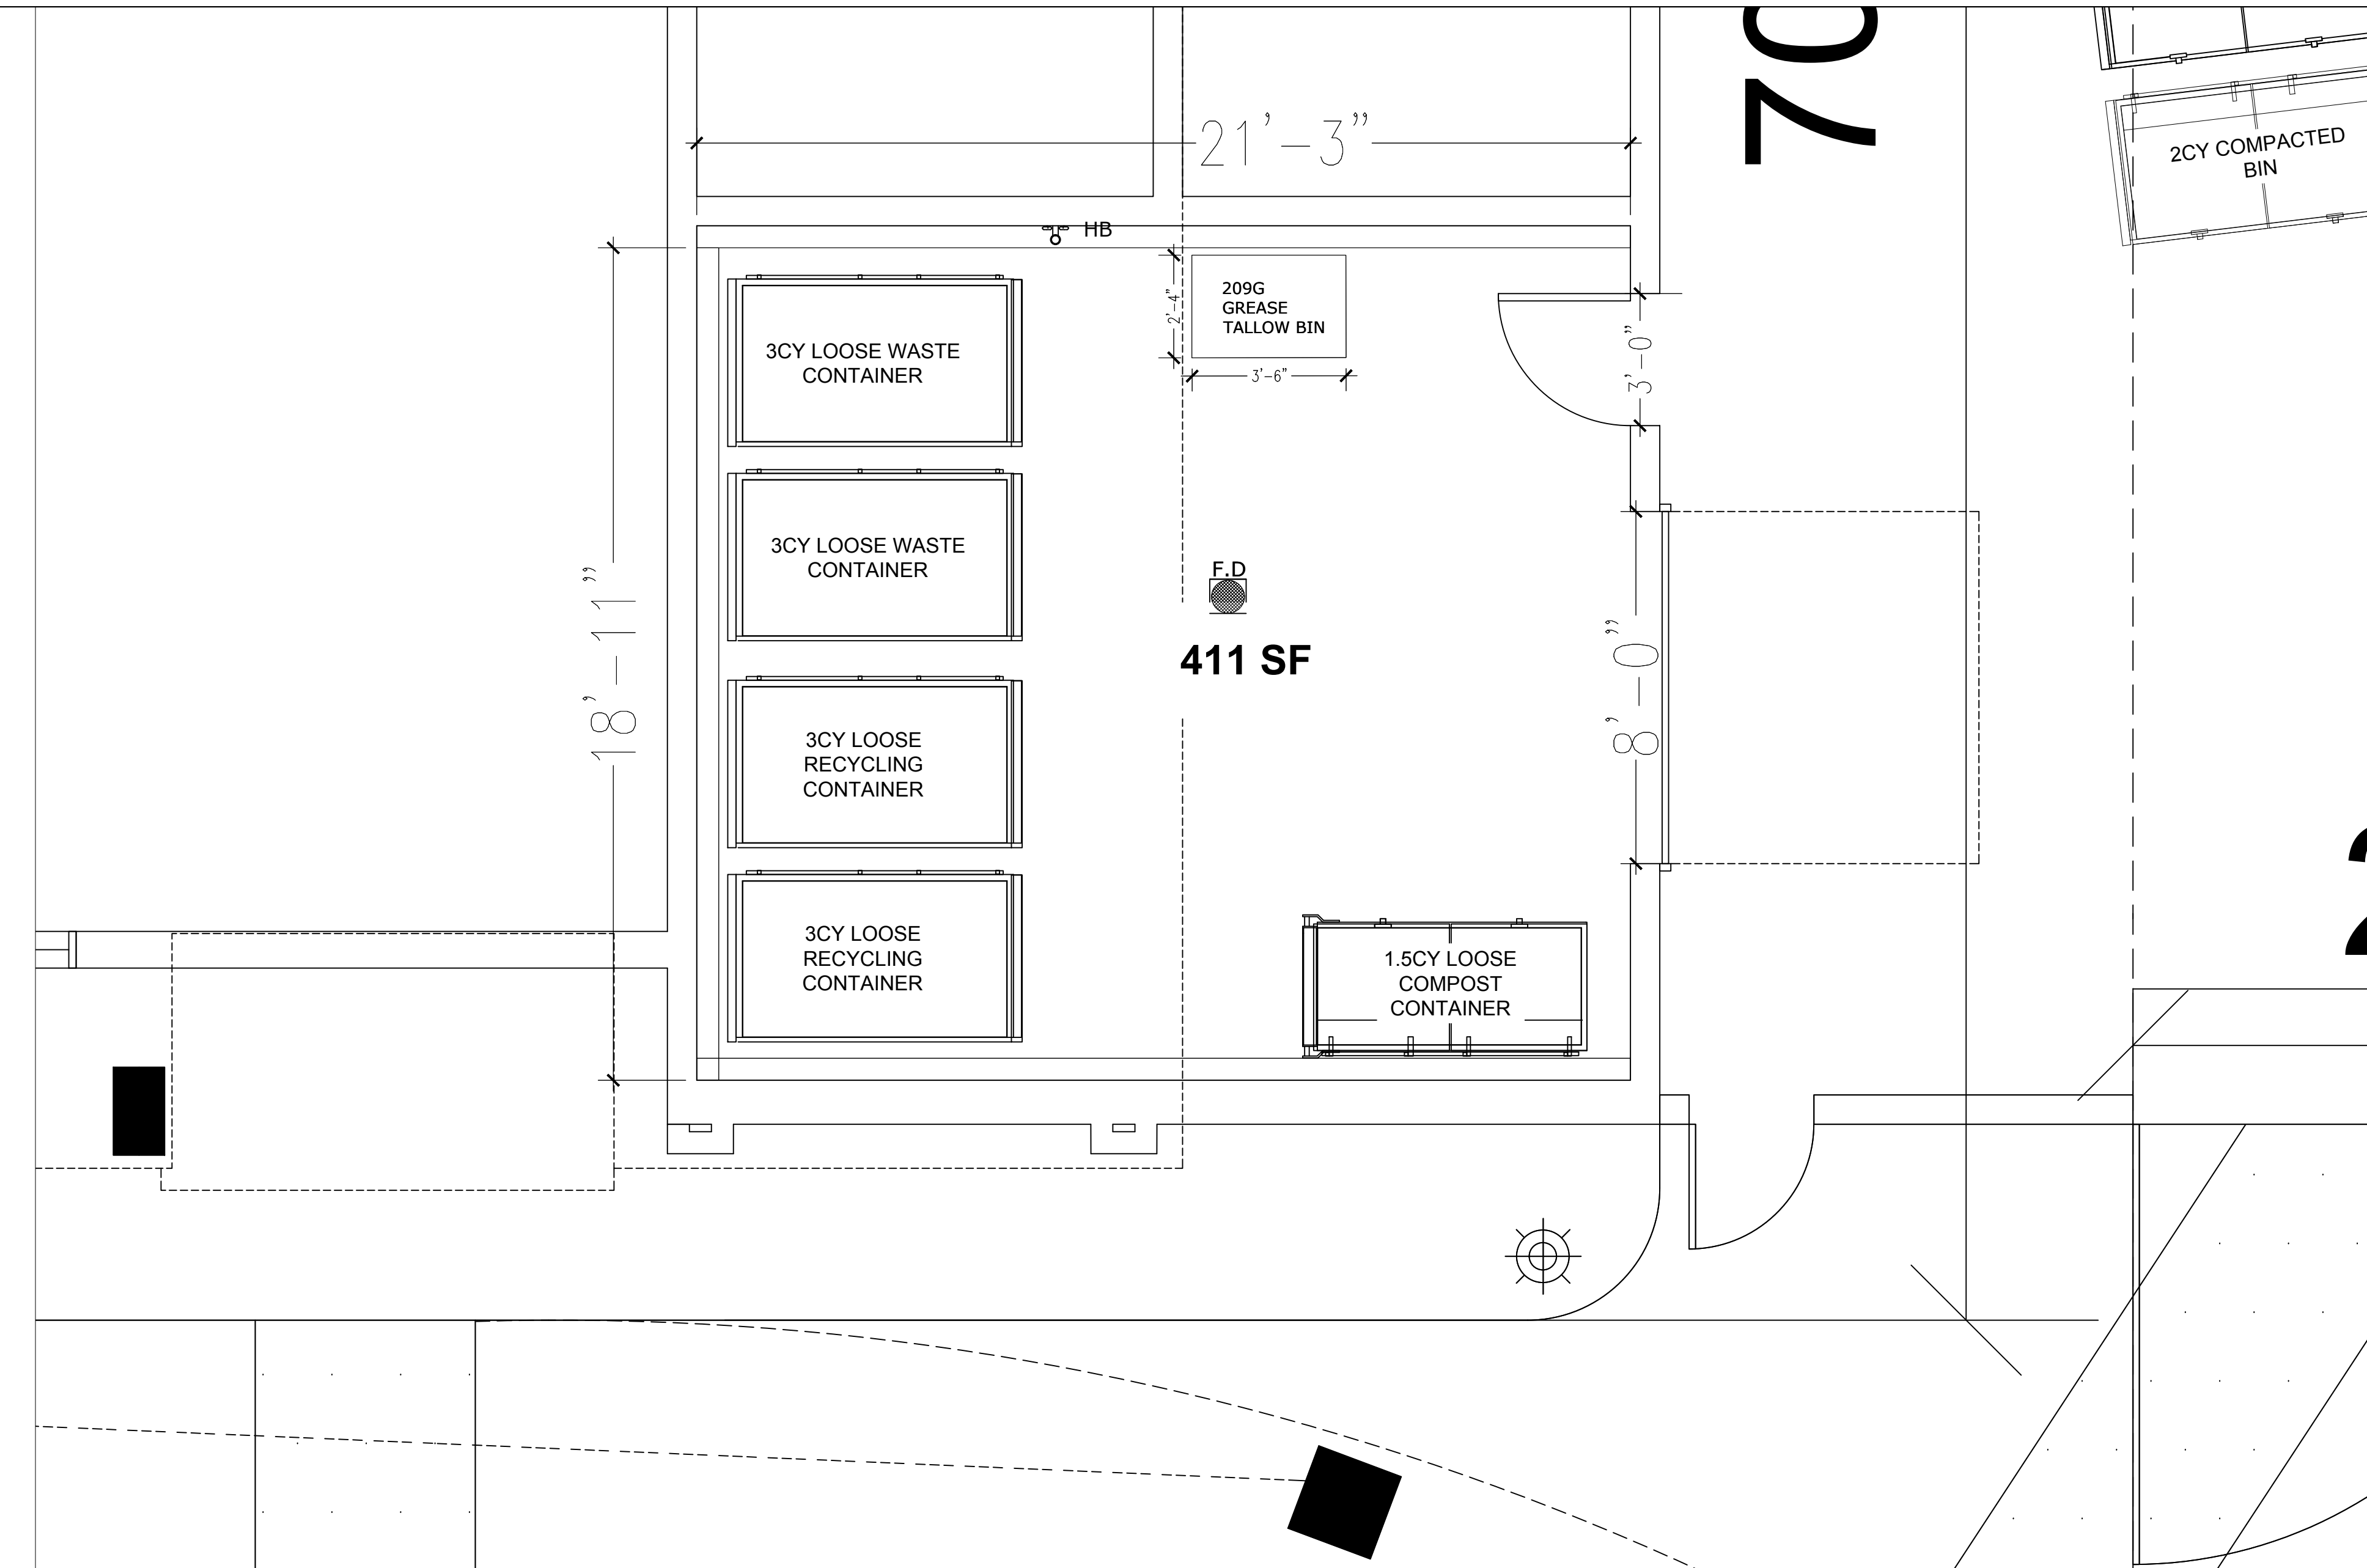 70
21'-3"
2CY COMPACTED
BIN
HB
209G
GREASE
TALLOW BIN
2'-4"
3'-6"
3'-0"
3CY LOOSE WASTE
CONTAINER
3CY LOOSE WASTE
CONTAINER
F.D
411 SF
18'-11"
8'-0"
3CY LOOSE
RECYCLING
CONTAINER
3CY LOOSE
RECYCLING
CONTAINER
1.5CY LOOSE
COMPOST
CONTAINER